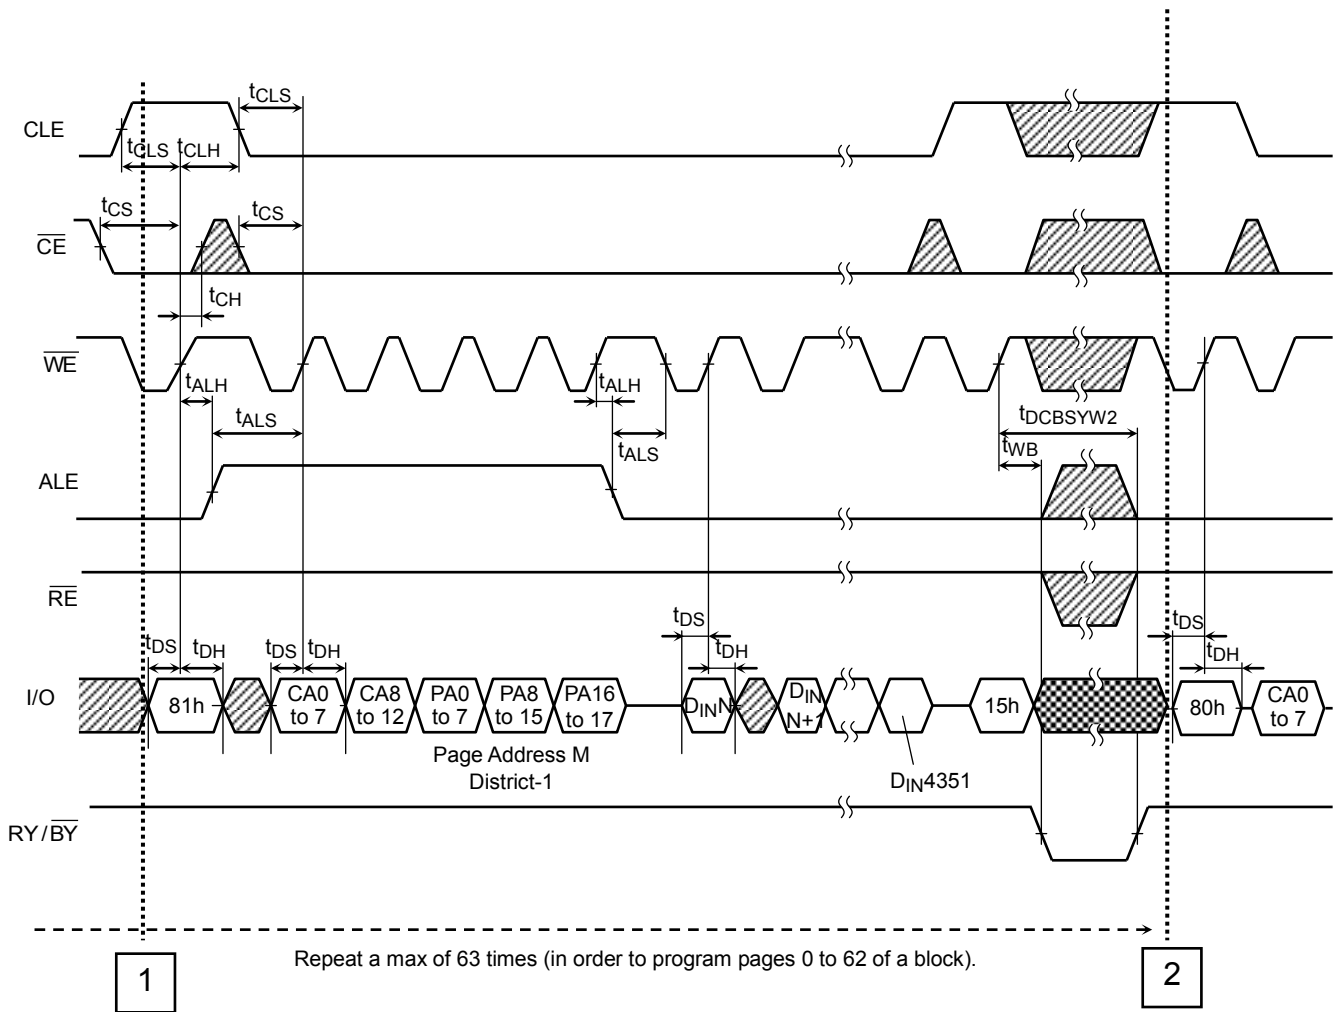 tCLS
CLE
tCLS tCLH
tCS tCS
CE
tCH
WE
tALH tALH
tALS tDCBSYW2
tALS tWB
ALE
RE
tDS tDH tDS tDH tDS tDH tDS tDH
I/O
81h
CA0 to 7
CA8 to 12
PA0 to 7
PA8 to 15
PA16 to 17
DINN
DIN N+1
15h
80h
CA0 to 7
Page Address M
District-1
DIN4351
RY/BY
Repeat a max of 63 times (in order to program pages 0 to 62 of a block).
1
2